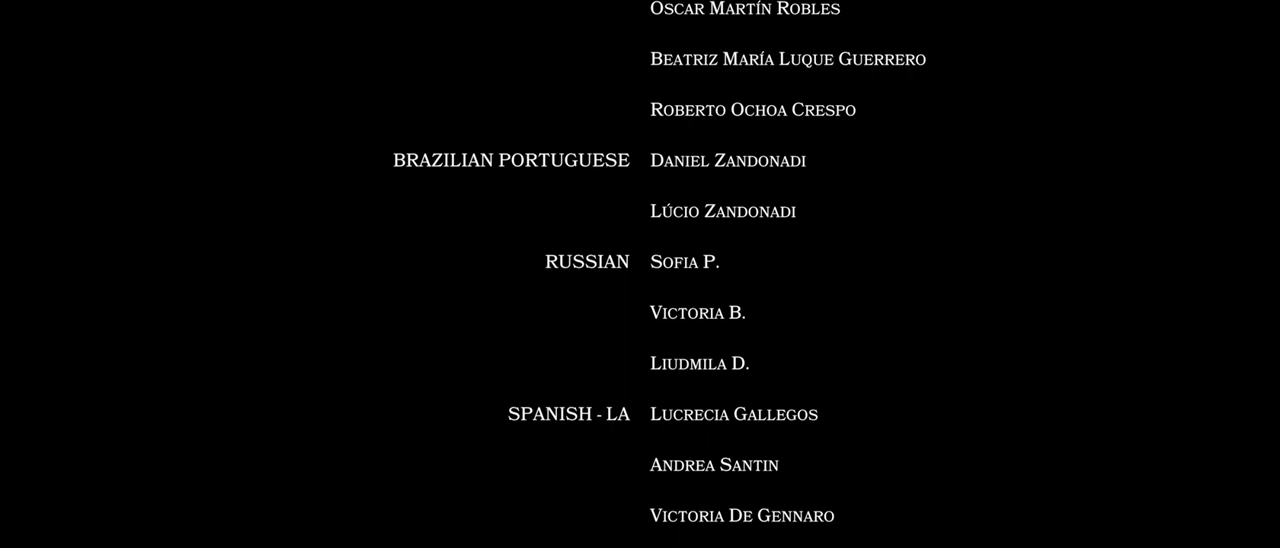 OSCAR MARTÍN ROBLES
BEATRIZ MARÍA LUQUE GUERRERO
ROBERTO OCHOA CRESPO
BRAZILIAN PORTUGUESE DANIEL ZANDONADI
LÚCIO ZANDONADI
RUSSIAN SOFIA P.
VICTORIA B.
LIUDMILA D.
SPANISH - LA LUCRECIA GALLEGOS
ANDREA SANTIN
VICTORIA DE GENNARO